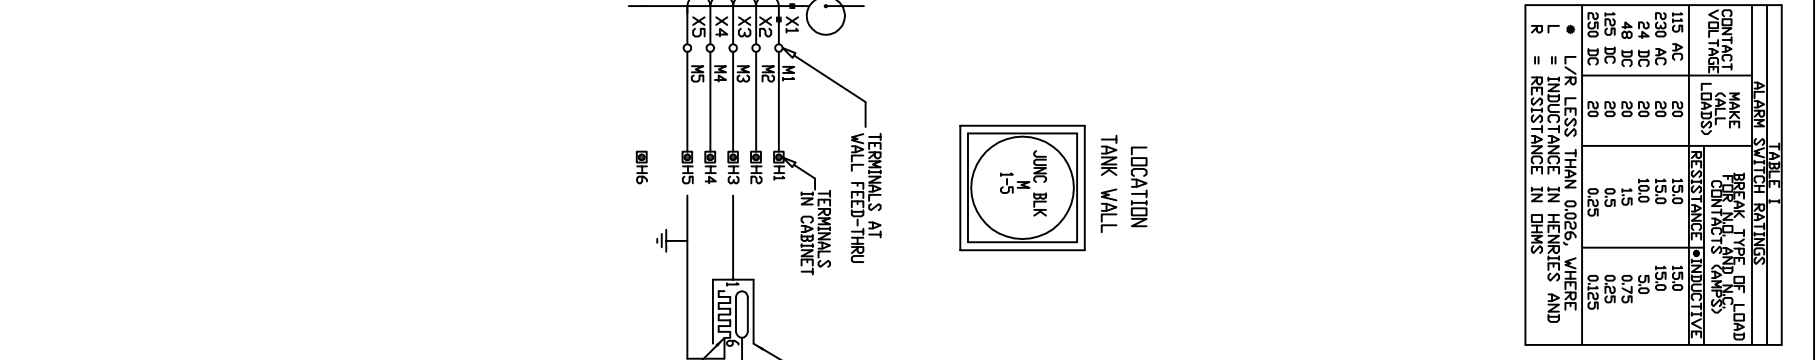 TABLE I
ALARM SWITCH RATINGS
CONTACT VOLTAGE
MAKE (ALL LOADS)
BREAK TYPE OF LOAD
FOR N.O. AND N.C.
CONTACTS (AMPS)
RESISTANCE ●INDUCTIVE
115 AC 20 15.0 15.0
230 AC 20 15.0 15.0
24 DC 20 10.0 5.0
48 DC 20 1.5 0.75
125 DC 20 0.5 0.25
250 DC 20 0.25 0.125
● L/R LESS THAN 0.026, WHERE
L = INDUCTANCE IN HENRIES AND
R = RESISTANCE IN OHMS
LOCATION
TANK WALL
JUNC BLK
M
1-5
TERMINALS AT
WALL FEED-THRU
TERMINALS
IN CABINET
X1 M1 H1
X2 M2 H2
X3 M3 H3
X4 M4 H4
X5 M5 H5
H6
1 6